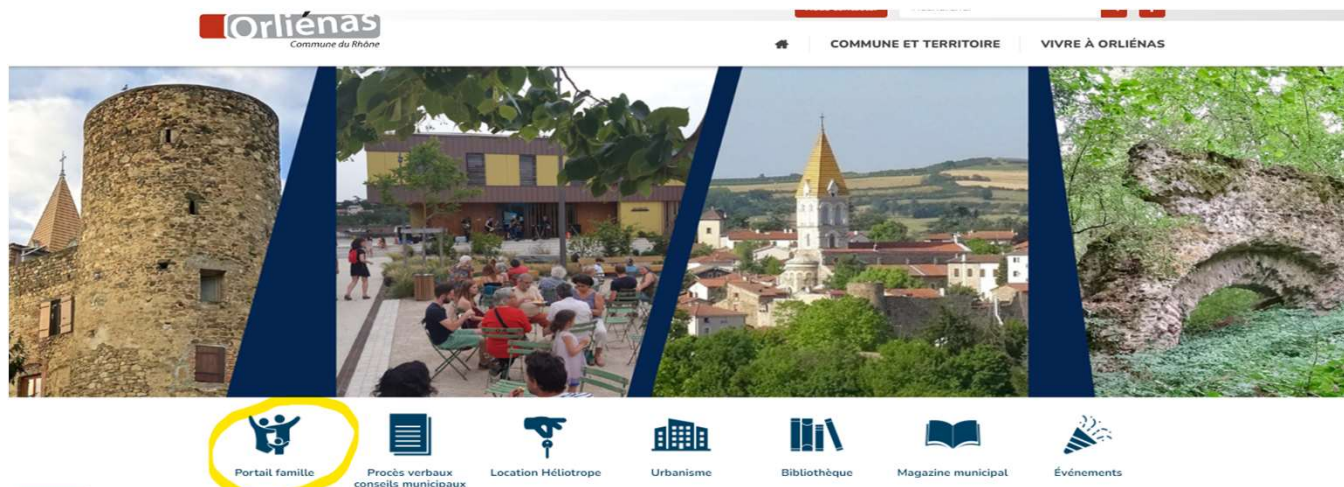 Orliénas
Commune du Rhône
COMMUNE ET TERRITOIRE
VIVRE À ORLIÉNAS
Portail famille
Procès verbaux
conseils municipaux
Location Héliotrope
Urbanisme
Bibliothèque
Magazine municipal
Événements